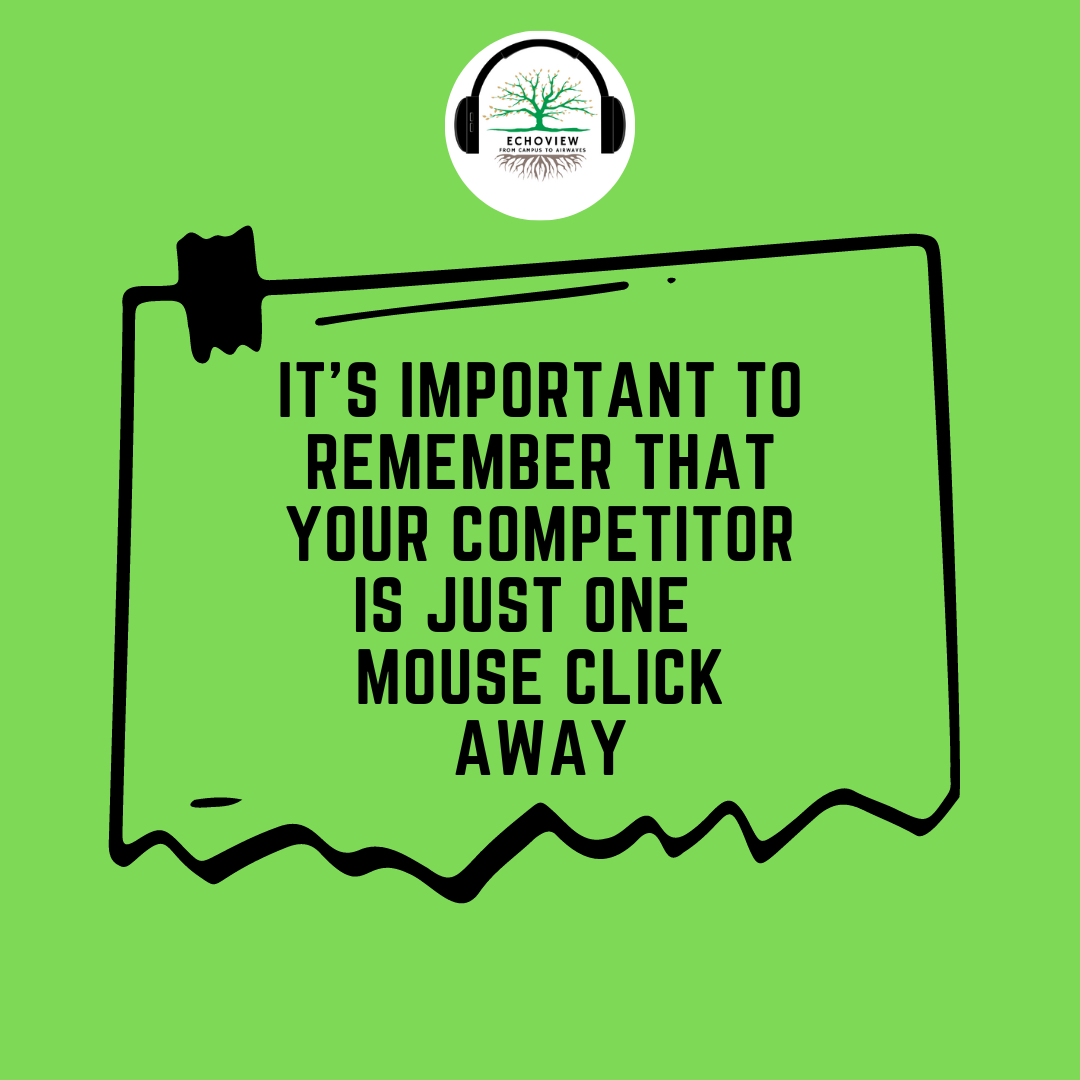 ECHOVIEW
FROM CAMPUS TO AIRWAVES
IT'S IMPORTANT TO
REMEMBER THAT
YOUR COMPETITOR
IS JUST ONE
MOUSE CLICK
AWAY